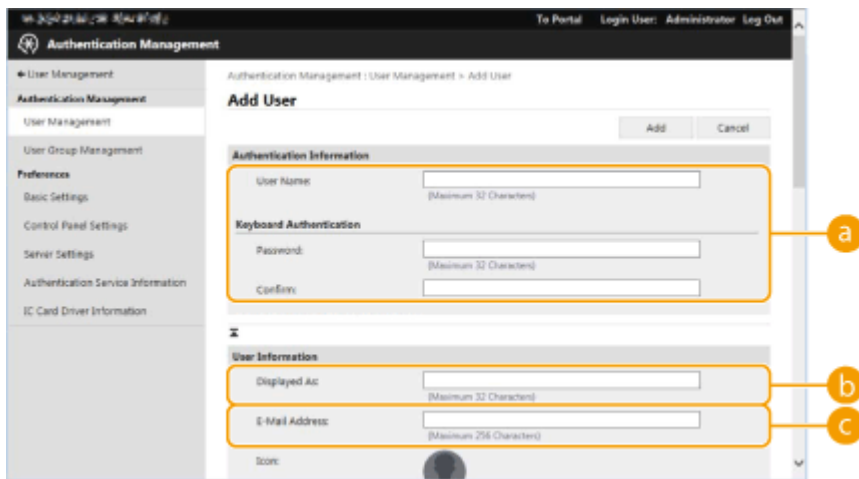 To Portal Login User: Administrator Log Out
Authentication Management
User Management
Authentication Management : User Management > Add User
Authentication Management
Add User
User Management
Add Cancel
User Group Management
Authentication Information
Preferences
User Name:
(Maximum 32 Characters)
Basic Settings
Control Panel Settings
Keyboard Authentication
a
Server Settings
Password:
(Maximum 32 Characters)
Authentication Service Information
Confirm:
IC Card Driver Information
User Information
Displayed As:
b
(Maximum 32 Characters)
E-Mail Address:
c
(Maximum 256 Characters)
Icon: